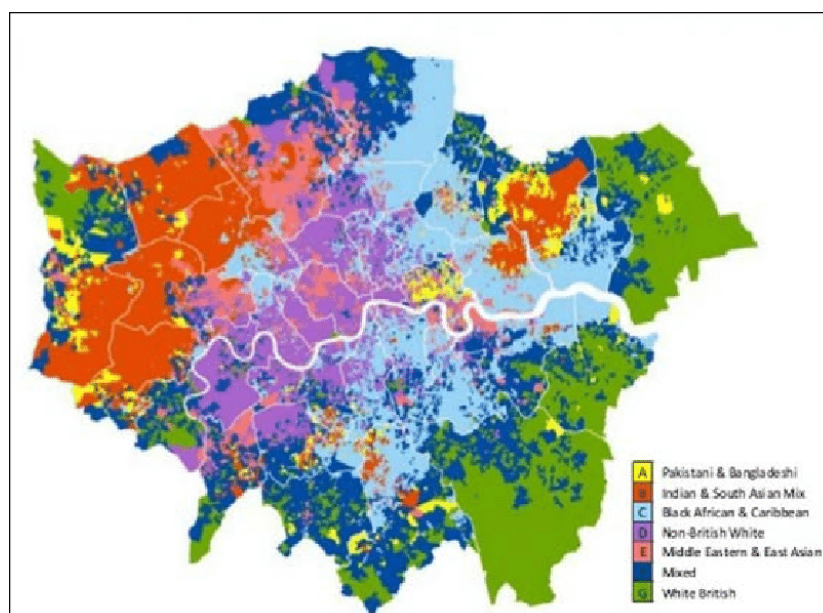 A Pakistani & Bangladeshi
B Indian & South Asian Mix
C Black African & Caribbean
D Non-British White
E Middle Eastern & East Asian
Mixed
G White British